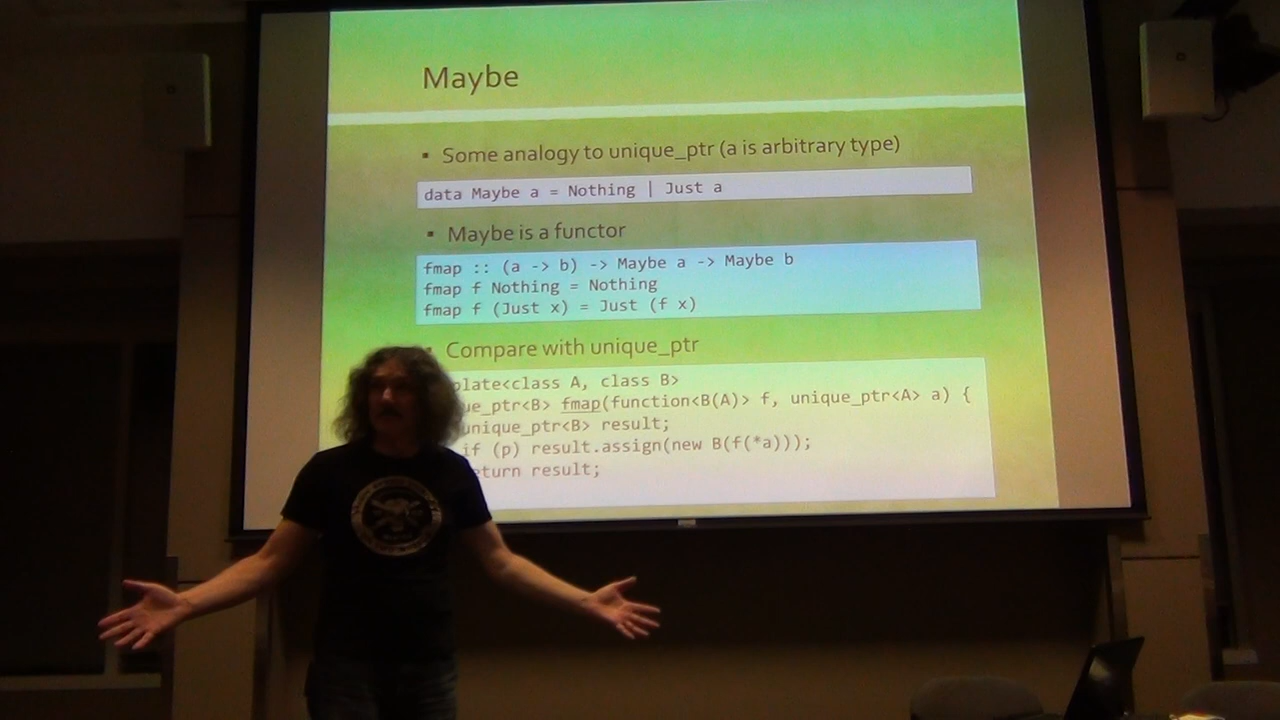 Maybe
▪ Some analogy to unique_ptr (a is arbitrary type)
data Maybe a = Nothing | Just a
▪ Maybe is a functor
fmap :: (a -> b) -> Maybe a -> Maybe b
fmap f Nothing = Nothing
fmap f (Just x) = Just (f x)
▪ Compare with unique_ptr
plate<class A, class B>
ue_ptr<B> fmap(function<B(A)> f, unique_ptr<A> a) {
unique_ptr<B> result;
if (p) result.assign(new B(f(*a)));
eturn result;